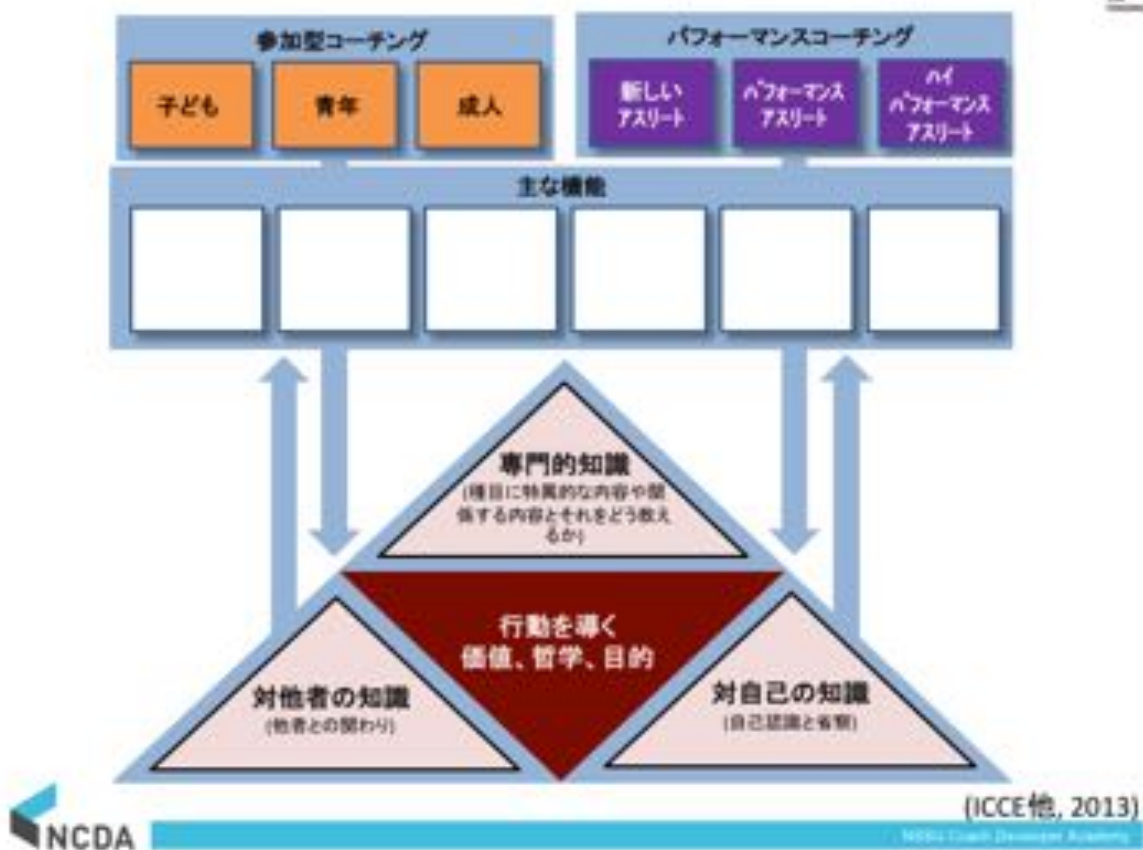 参加型コーチング
パフォーマンスコーチング
子ども
青年
成人
新しい
アスリート
パフォーマンス
アスリート
ハイ
パフォーマンス
アスリート
主な機能
専門的知識
(種目に特異的な内容や関
係する内容とそれをどう教え
るか)
行動を導く
価値、哲学、目的
対他者の知識
(他者との関わり)
対自己の知識
(自己認識と省察)
(ICCE他, 2013)
NCDA
NSSU Coach Developer Academy